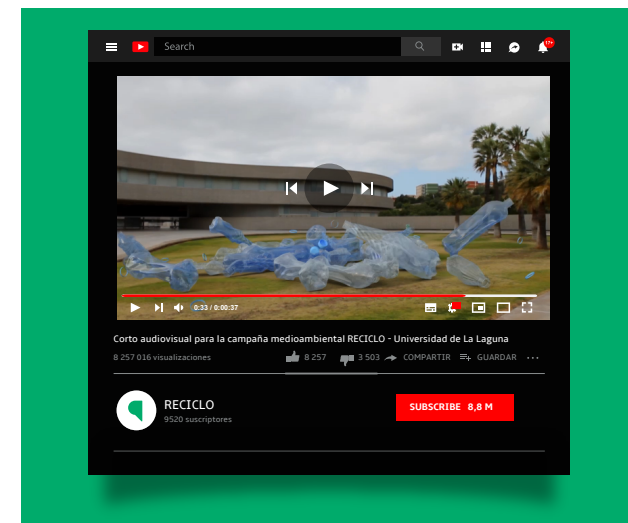 Search
17+
0:33 / 0:00:37
Corto audiovisual para la campaña medioambiental RECICLO - Universidad de La Laguna
8 257 016 visualizaciones 8 257 3 503 COMPARTIR GUARDAR
RECICLO
9520 suscriptores
SUBSCRIBE 8,8 M